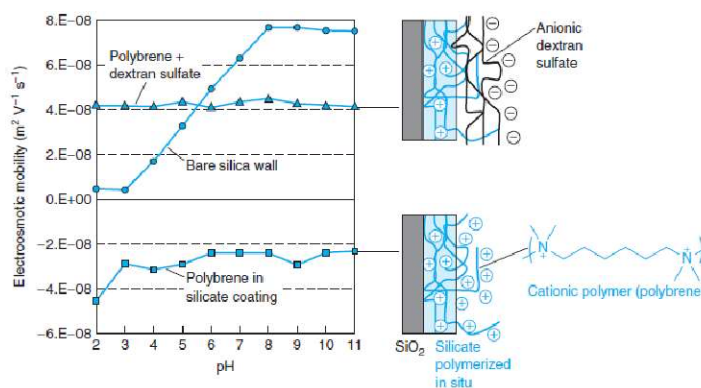 Electroosmotic mobility (m² V⁻¹ s⁻¹)
8.E–08
6.E–08
4.E–08
2.E–08
0.E+00
–2.E–08
–4.E–08
–6.E–08
Polybrene +
dextran sulfate
Bare silica wall
Polybrene in
silicate coating
2 3 4 5 6 7 8 9 10 11
pH
Anionic
dextran
sulfate
N
+
N
+
Cationic polymer (polybrene
SiO₂
Silicate
polymerized
in situ